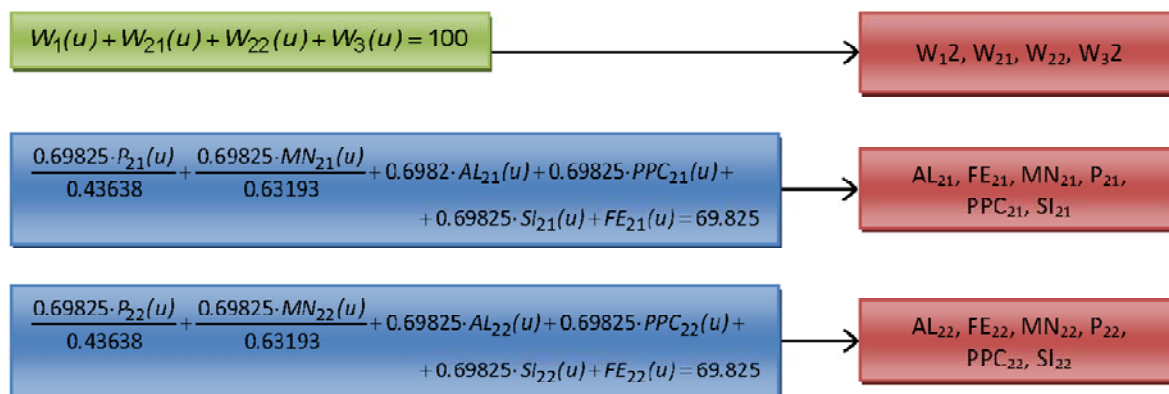 W₁(u) + W₂₁(u) + W₂₂(u) + W₃(u) = 100
W₁2, W₂₁, W₂₂, W₃2
0.69825·P₂₁(u)/0.43638 + 0.69825·MN₂₁(u)/0.63193 + 0.6982·AL₂₁(u) + 0.69825·PPC₂₁(u) +
+ 0.69825·SI₂₁(u) + FE₂₁(u) = 69.825
AL₂₁, FE₂₁, MN₂₁, P₂₁,
PPC₂₁, SI₂₁
0.69825·P₂₂(u)/0.43638 + 0.69825·MN₂₂(u)/0.63193 + 0.69825·AL₂₂(u) + 0.69825·PPC₂₂(u) +
+ 0.69825·SI₂₂(u) + FE₂₂(u) = 69.825
AL₂₂, FE₂₂, MN₂₂, P₂₂,
PPC₂₂, SI₂₂